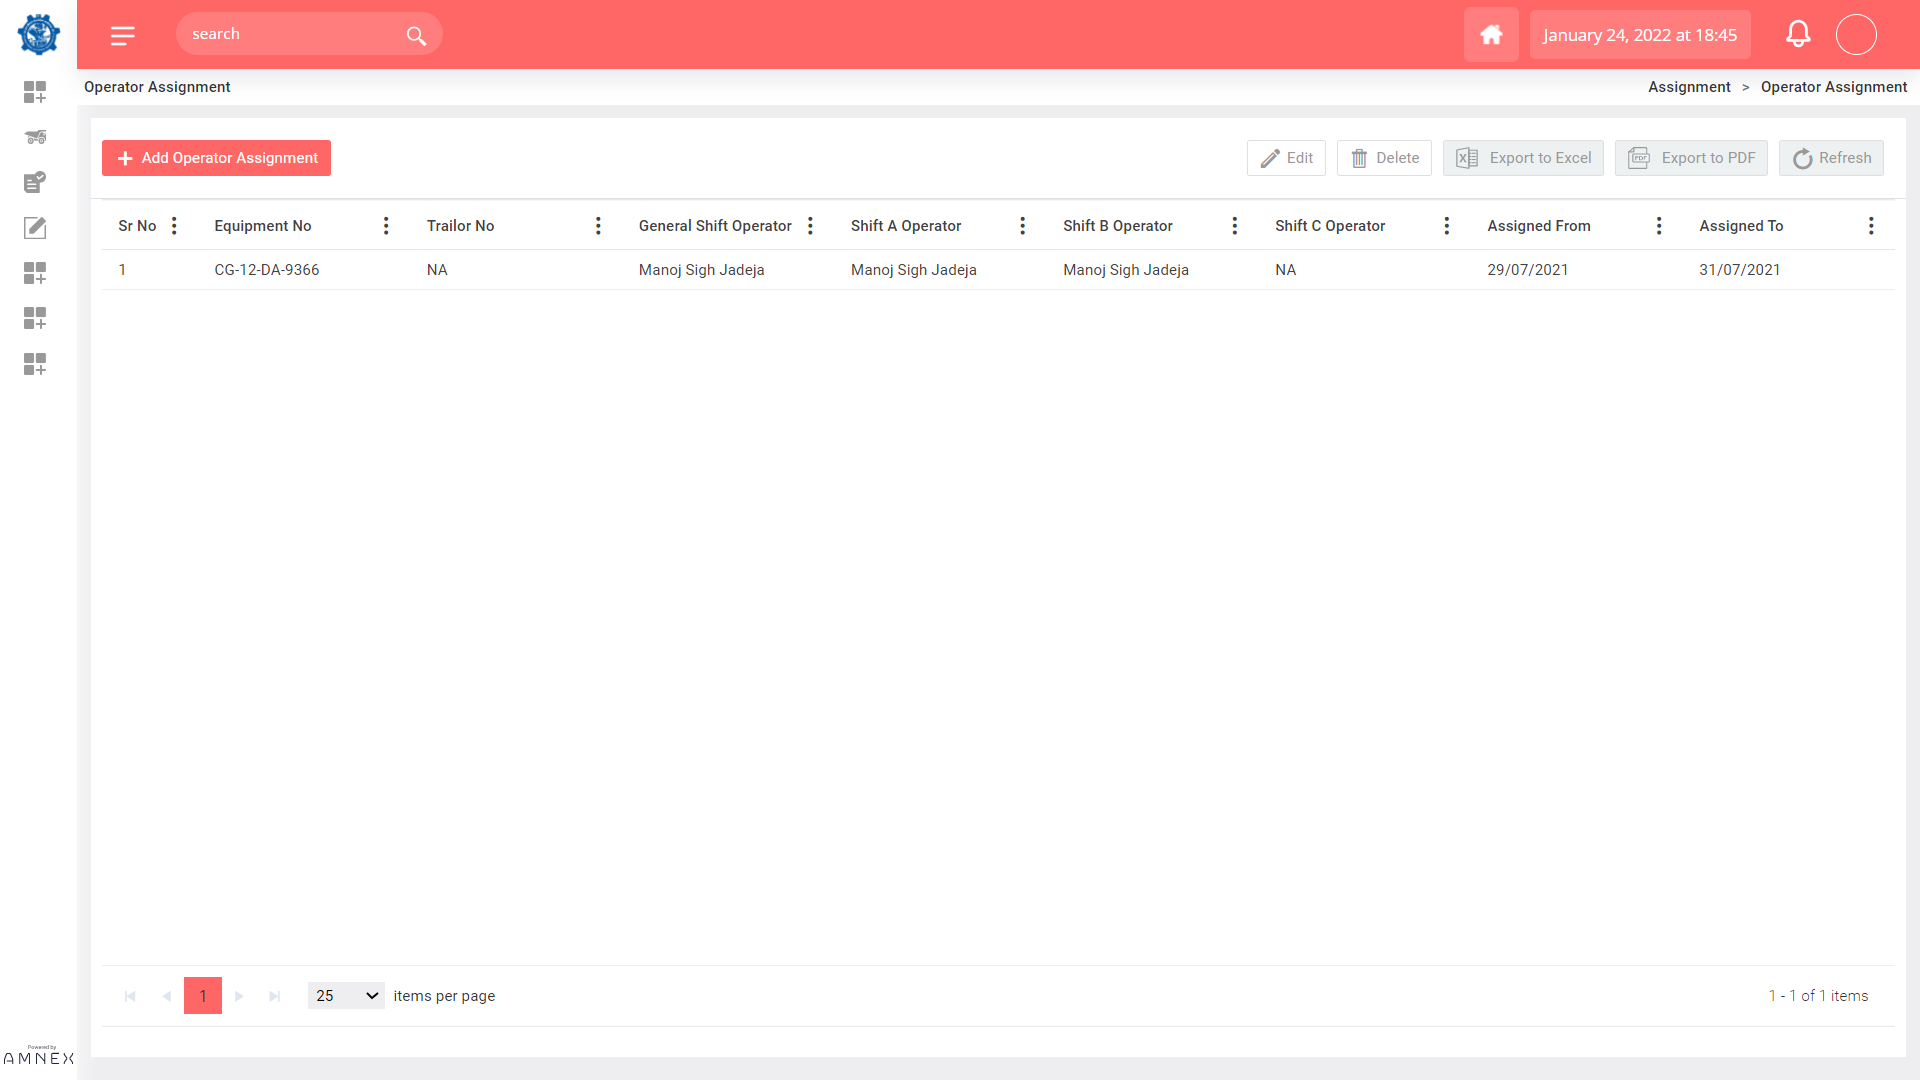 search
January 24, 2022 at 18:45
Operator Assignment
Assignment > Operator Assignment
Add Operator Assignment
Edit
Delete
Export to Excel
Export to PDF
Refresh
Sr No
Equipment No
Trailor No
General Shift Operator
Shift A Operator
Shift B Operator
Shift C Operator
Assigned From
Assigned To
1
CG-12-DA-9366
NA
Manoj Sigh Jadeja
Manoj Sigh Jadeja
Manoj Sigh Jadeja
NA
29/07/2021
31/07/2021
1
25
items per page
1 - 1 of 1 items
Powered by
AMNEX